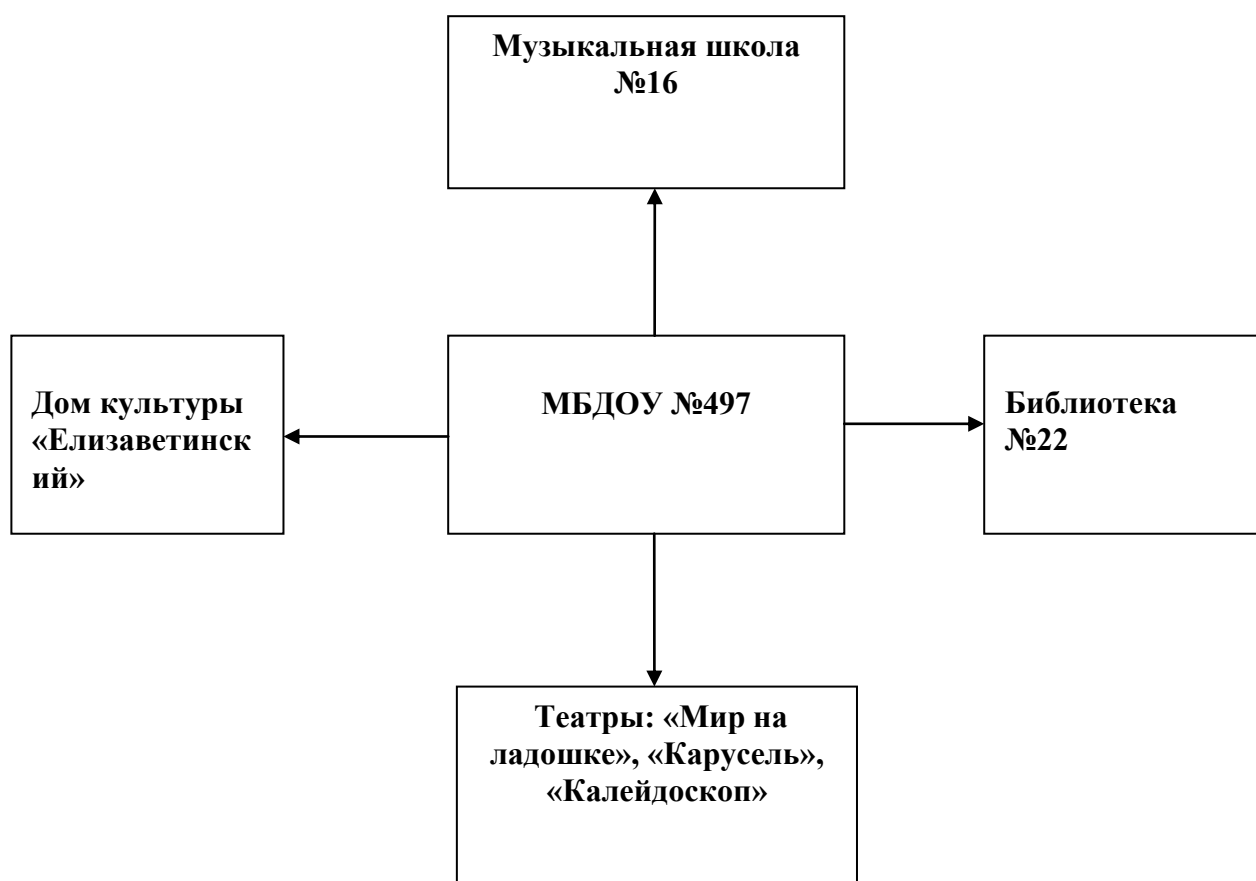 Музыкальная школа
№16
Дом культуры
«Елизаветинск
ий»
МБДОУ №497
Библиотека
№22
Театры: «Мир на
ладошке», «Карусель»,
«Калейдоскоп»